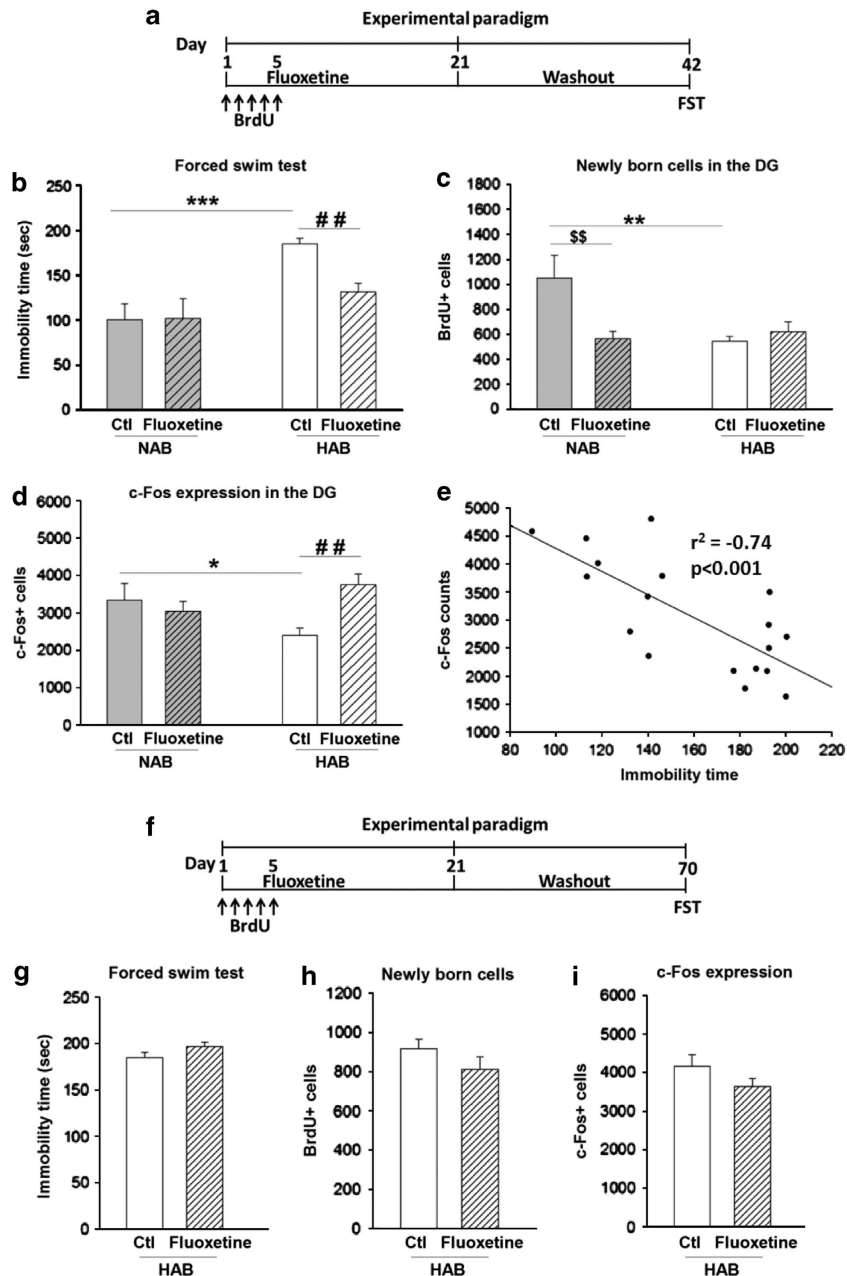 a
Experimental paradigm
Day
1 5 21 42
Fluoxetine Washout
BrdU FST
b
Forced swim test
Immobility time (sec)
250
200
150
100
50
0
***
# #
Ctl Fluoxetine Ctl Fluoxetine
NAB HAB
c
Newly born cells in the DG
BrdU+ cells
1800
1600
1400
1200
1000
800
600
400
200
0
**
$$
Ctl Fluoxetine Ctl Fluoxetine
NAB HAB
d
c-Fos expression in the DG
c-Fos+ cells
6000
5000
4000
3000
2000
1000
0
*
# #
Ctl Fluoxetine Ctl Fluoxetine
NAB HAB
e
c-Fos counts
5000
4500
4000
3500
3000
2500
2000
1500
1000
r² = -0.74
p<0.001
80 100 120 140 160 180 200 220
Immobility time
f
Experimental paradigm
Day 1 5 21 70
Fluoxetine Washout
BrdU FST
g
Forced swim test
Immobility time (sec)
250
200
150
100
50
0
Ctl Fluoxetine
HAB
h
Newly born cells
BrdU+ cells
1200
1000
800
600
400
200
0
Ctl Fluoxetine
HAB
i
c-Fos expression
c-Fos+ cells
6000
5000
4000
3000
2000
1000
0
Ctl Fluoxetine
HAB